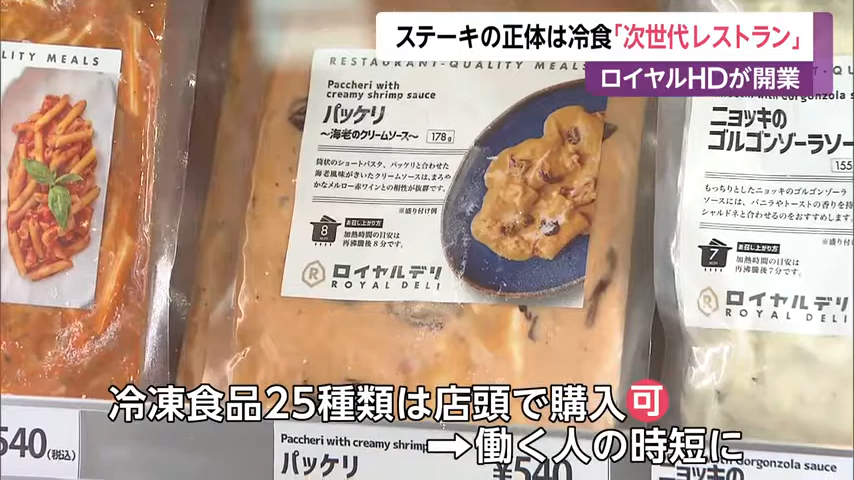 ステーキの正体は冷食「次世代レストラン」
ロイヤルHDが開業
LITY MEALS
RESTAURANT-QUALITY MEALS
Paccheri with
creamy shrimp sauce
パッケリ
～海老のクリームソース～
178g
筒状のショートパスタ、パッケリと合わせた
海老風味がきいたクリームソースは、まろや
かなメルロー赤ワインとの相性が抜群です。
※盛り付け例
お召し上がり方
8
加熱時間の目安は
再沸騰後8分です。
R ロイヤルデリ
ROYAL DELI
ニョッキの
ゴルゴンゾーラソー
155
もっちりとしたニョッキのゴルゴンゾーラ
ソースには、バニラやトーストの香りを持
シャルドネと合わせるのをおすすめします。
※盛り付
お召し上がり方
7
加熱時間の目安は
再沸騰後7分です。
R ロイヤルデリ
ROYAL DELI
冷凍食品25種類は店頭で購入可
→働く人の時短に
540(税込)
Paccheri with creamy shrimp
パッケリ
¥540
Gorgonzola sauce
ニョッキの